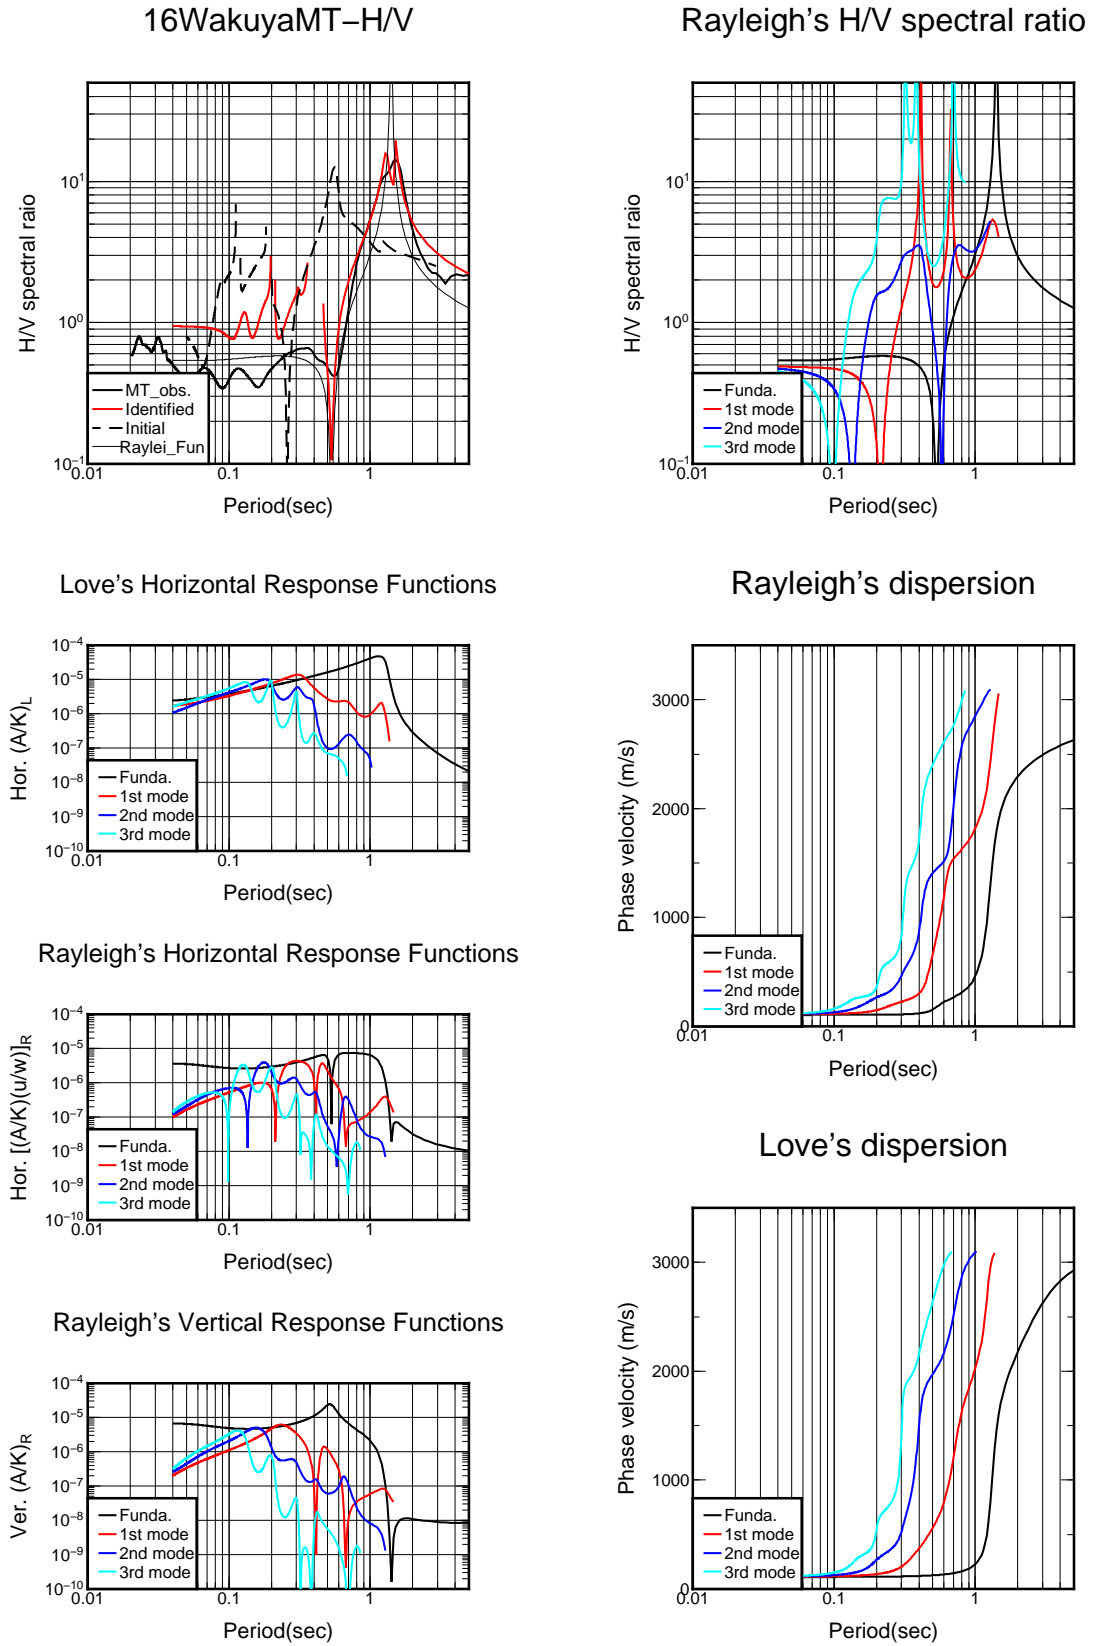 16WakuyaMT−H/V
H/V spectral raio
10¹
10⁰
10⁻¹
0.01
0.1
1
MT_obs.
Identified
Initial
Raylei_Fun
Period(sec)
Rayleigh's H/V spectral ratio
H/V spectral raio
10¹
10⁰
10⁻¹
0.01
0.1
1
Funda.
1st mode
2nd mode
3rd mode
Period(sec)
Love's Horizontal Response Functions
Hor. (A/K)L
10⁻⁴
10⁻⁵
10⁻⁶
10⁻⁷
10⁻⁸
10⁻⁹
10⁻¹⁰
0.01
0.1
1
Funda.
1st mode
2nd mode
3rd mode
Period(sec)
Rayleigh's Horizontal Response Functions
Hor. [(A/K)(u/w)]R
10⁻⁴
10⁻⁵
10⁻⁶
10⁻⁷
10⁻⁸
10⁻⁹
10⁻¹⁰
0.01
0.1
1
Funda.
1st mode
2nd mode
3rd mode
Period(sec)
Rayleigh's Vertical Response Functions
Ver. (A/K)R
10⁻⁴
10⁻⁵
10⁻⁶
10⁻⁷
10⁻⁸
10⁻⁹
10⁻¹⁰
0.01
0.1
1
Funda.
1st mode
2nd mode
3rd mode
Period(sec)
Rayleigh's dispersion
Phase velocity (m/s)
3000
2000
1000
0
0.01
0.1
1
Funda.
1st mode
2nd mode
3rd mode
Period(sec)
Love's dispersion
Phase velocity (m/s)
3000
2000
1000
0
0.01
0.1
1
Funda.
1st mode
2nd mode
3rd mode
Period(sec)